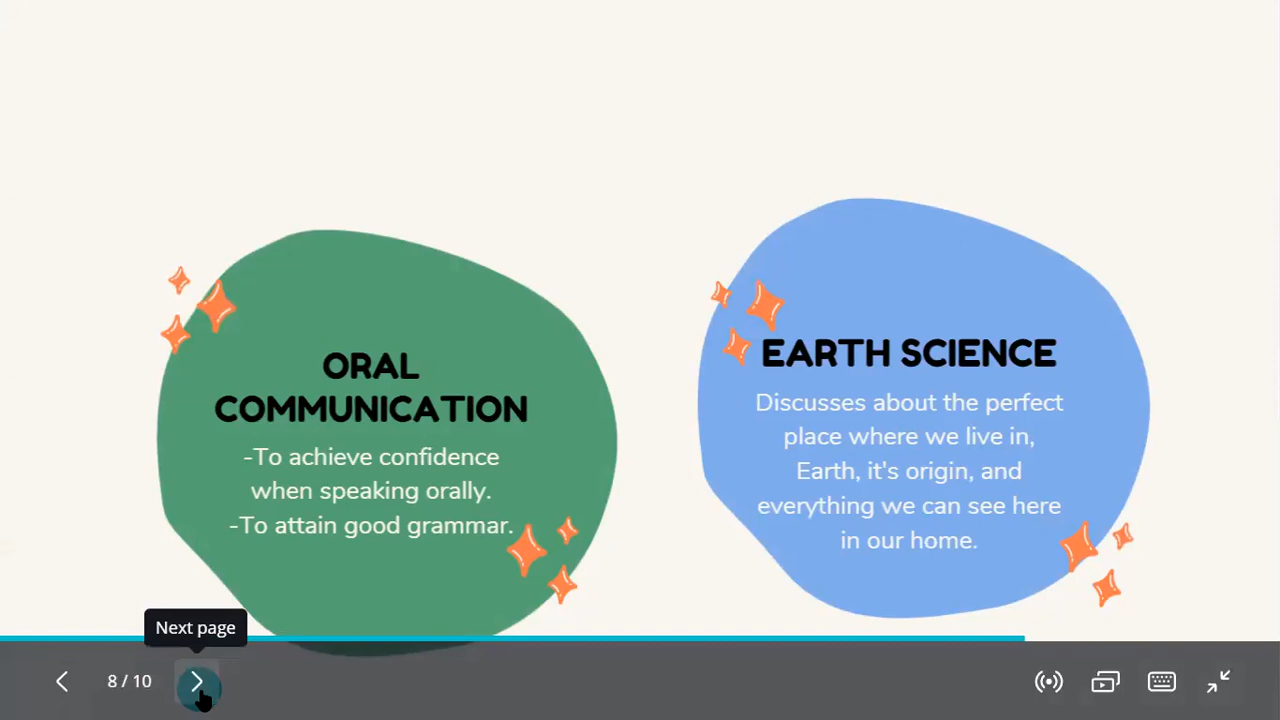 ORAL
COMMUNICATION
-To achieve confidence
when speaking orally.
-To attain good grammar.
EARTH SCIENCE
Discusses about the perfect
place where we live in,
Earth, it's origin, and
everything we can see here
in our home.
Next page
8 / 10